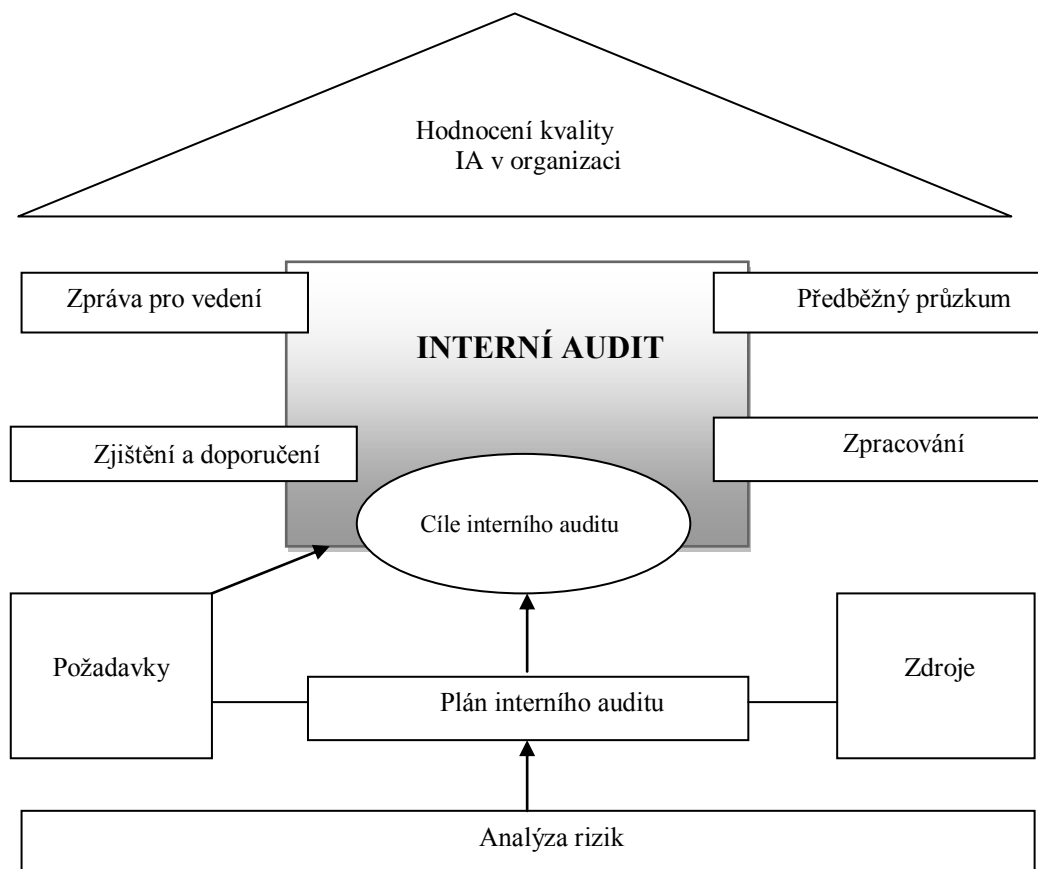 Hodnocení kvality
IA v organizaci
Zpráva pro vedení
Předběžný průzkum
INTERNÍ AUDIT
Zjištění a doporučení
Zpracování
Cíle interního auditu
Požadavky
Zdroje
Plán interního auditu
Analýza rizik